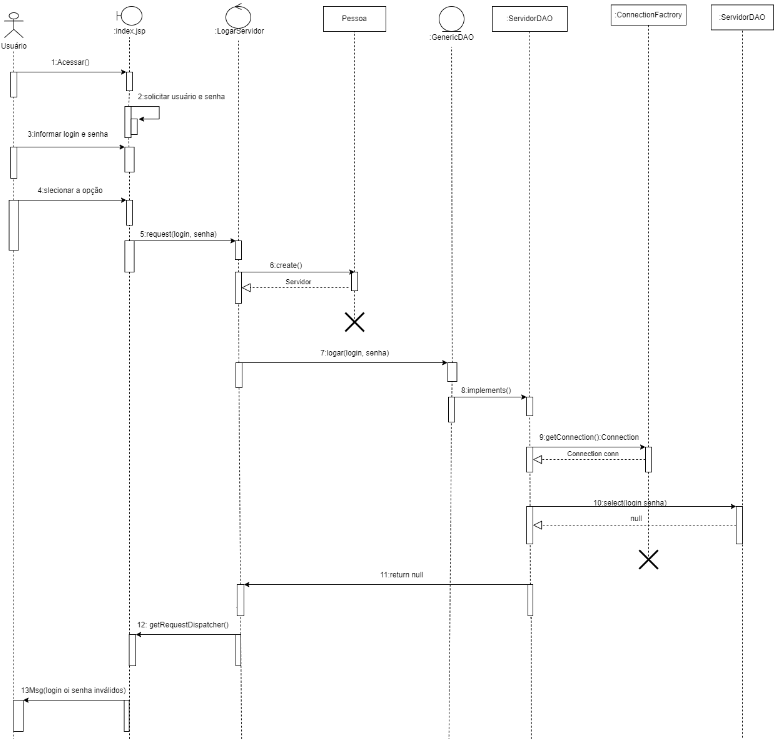 Usuário
:index.jsp
:LogarServidor
Pessoa
:GenericDAO
:ServidorDAO
:ConnectionFactrory
:ServidorDAO
1:Acessar()
2:solicitar usuário e senha
3:informar login e senha
4:slecionar a opção
5:request(login, senha)
6:create()
Servidor
7:logar(login, senha)
8:implements()
9:getConnection():Connection
Connection conn
10:select(login senha)
null
11:return null
12: getRequestDispatcher()
13Msg(login oi senha inválidos)